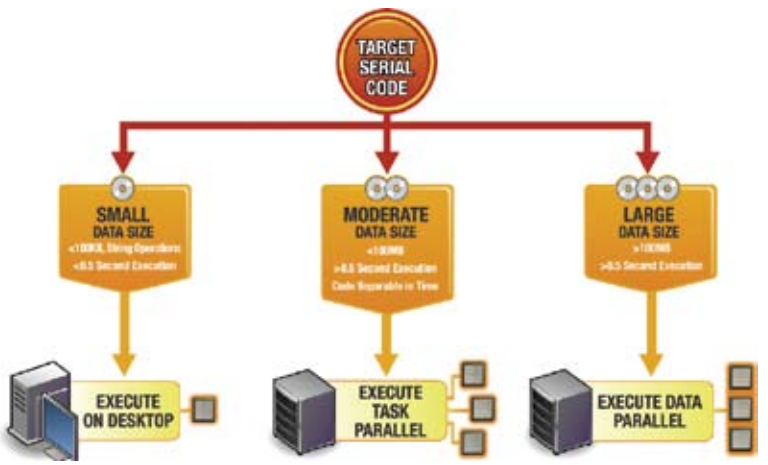 TARGET
SERIAL
CODE
SMALL
DATA SIZE
<100KB, String Operations
<0.5 Second Execution
MODERATE
DATA SIZE
<100MB
>0.5 Second Execution
Code Separable in Time
LARGE
DATA SIZE
>100MB
>0.5 Second Execution
EXECUTE
ON DESKTOP
EXECUTE
TASK
PARALLEL
EXECUTE DATA
PARALLEL